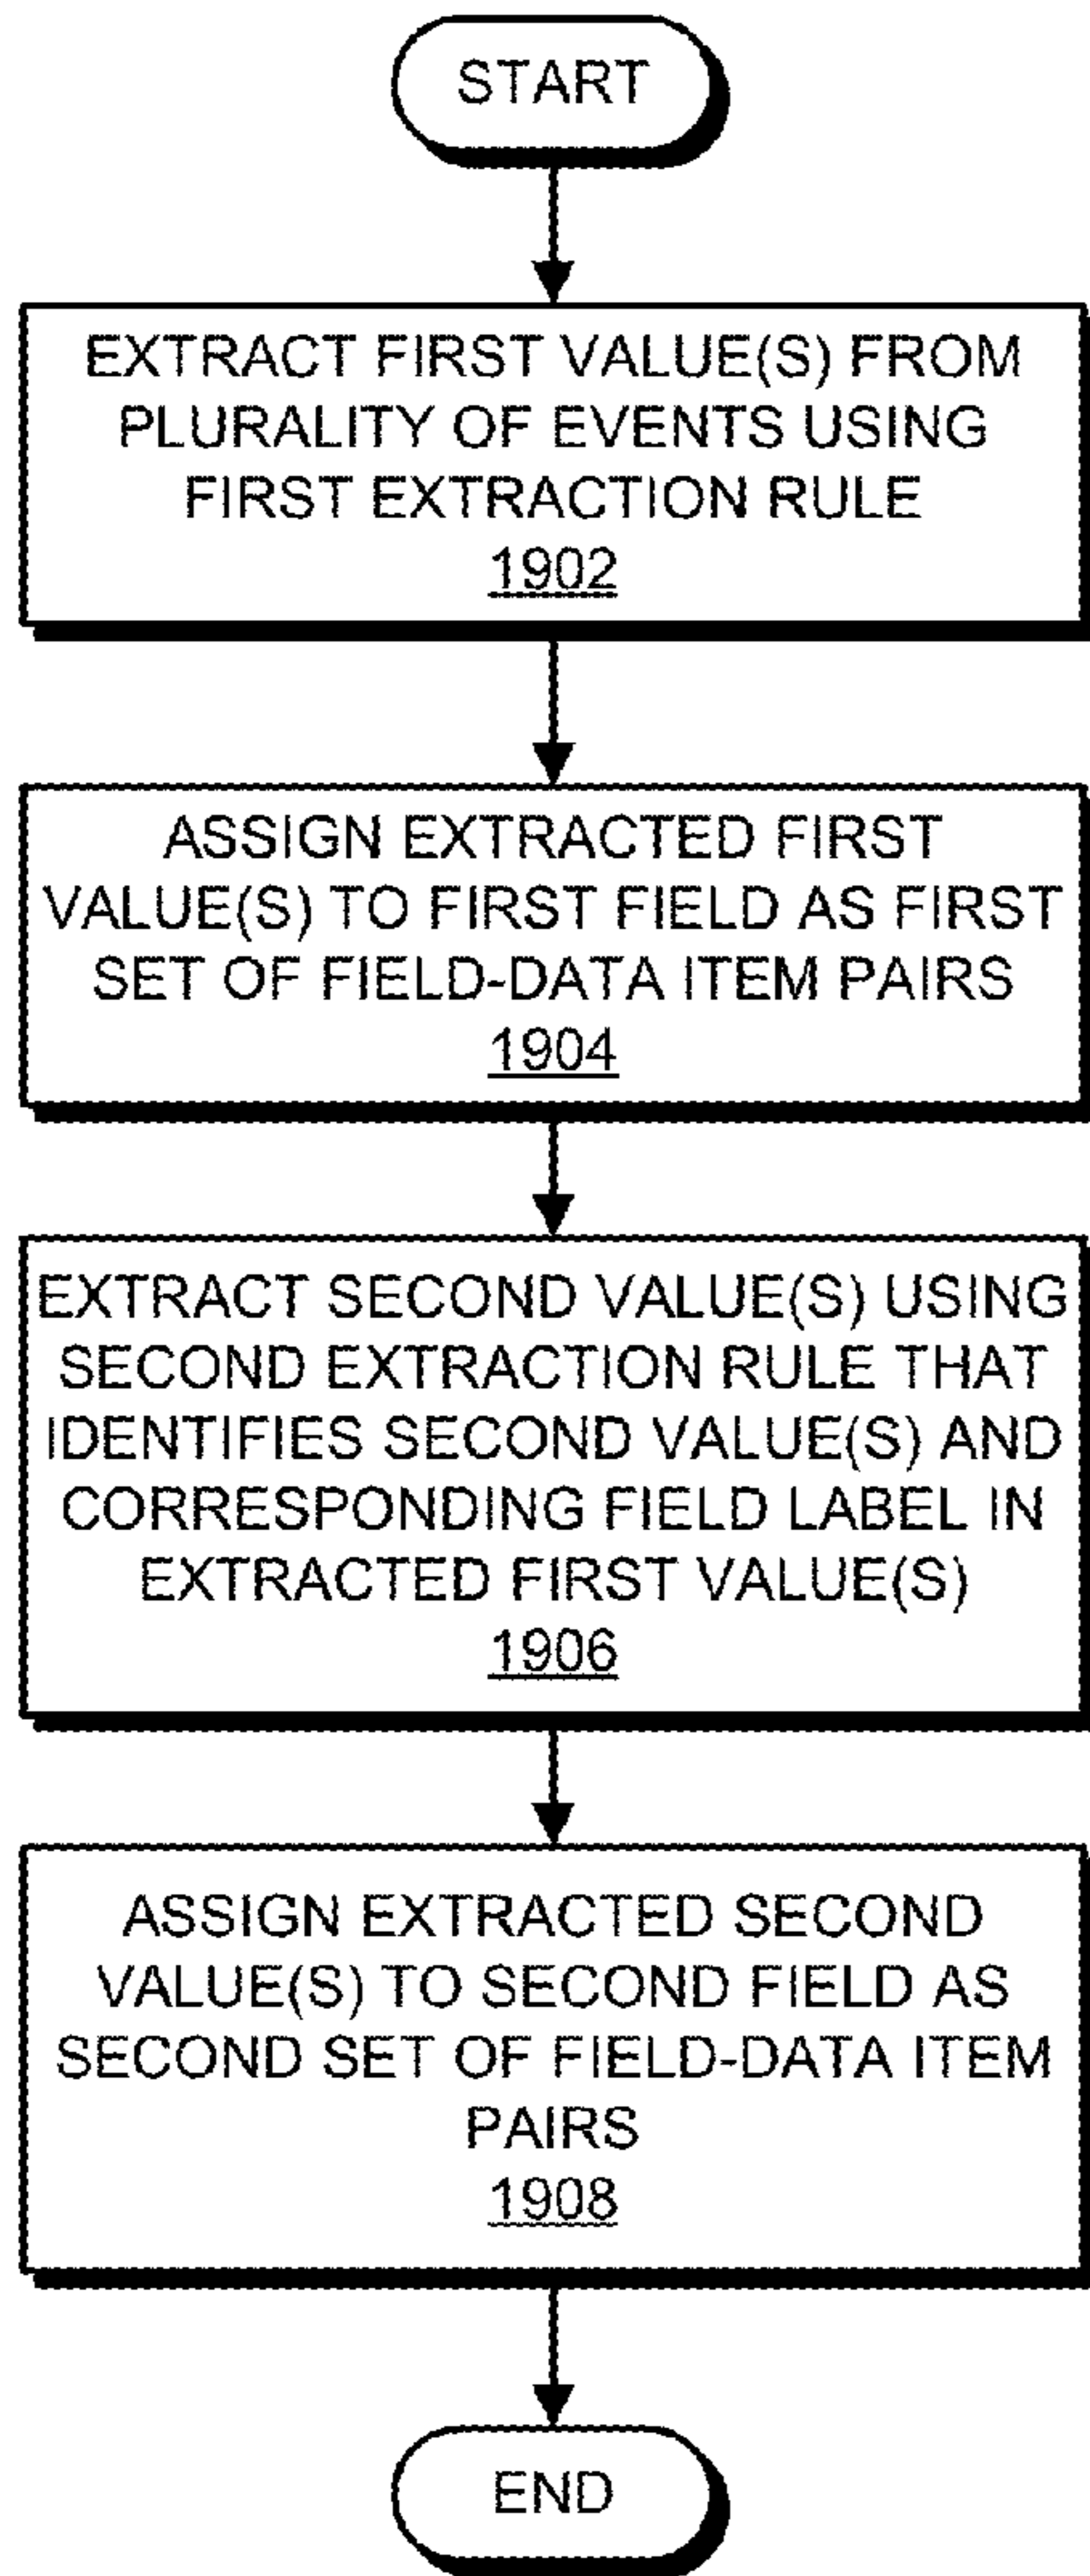 START
EXTRACT FIRST VALUE(S) FROM
PLURALITY OF EVENTS USING
FIRST EXTRACTION RULE
1902
ASSIGN EXTRACTED FIRST
VALUE(S) TO FIRST FIELD AS FIRST
SET OF FIELD-DATA ITEM PAIRS
1904
EXTRACT SECOND VALUE(S) USING
SECOND EXTRACTION RULE THAT
IDENTIFIES SECOND VALUE(S) AND
CORRESPONDING FIELD LABEL IN
EXTRACTED FIRST VALUE(S)
1906
ASSIGN EXTRACTED SECOND
VALUE(S) TO SECOND FIELD AS
SECOND SET OF FIELD-DATA ITEM
PAIRS
1908
END